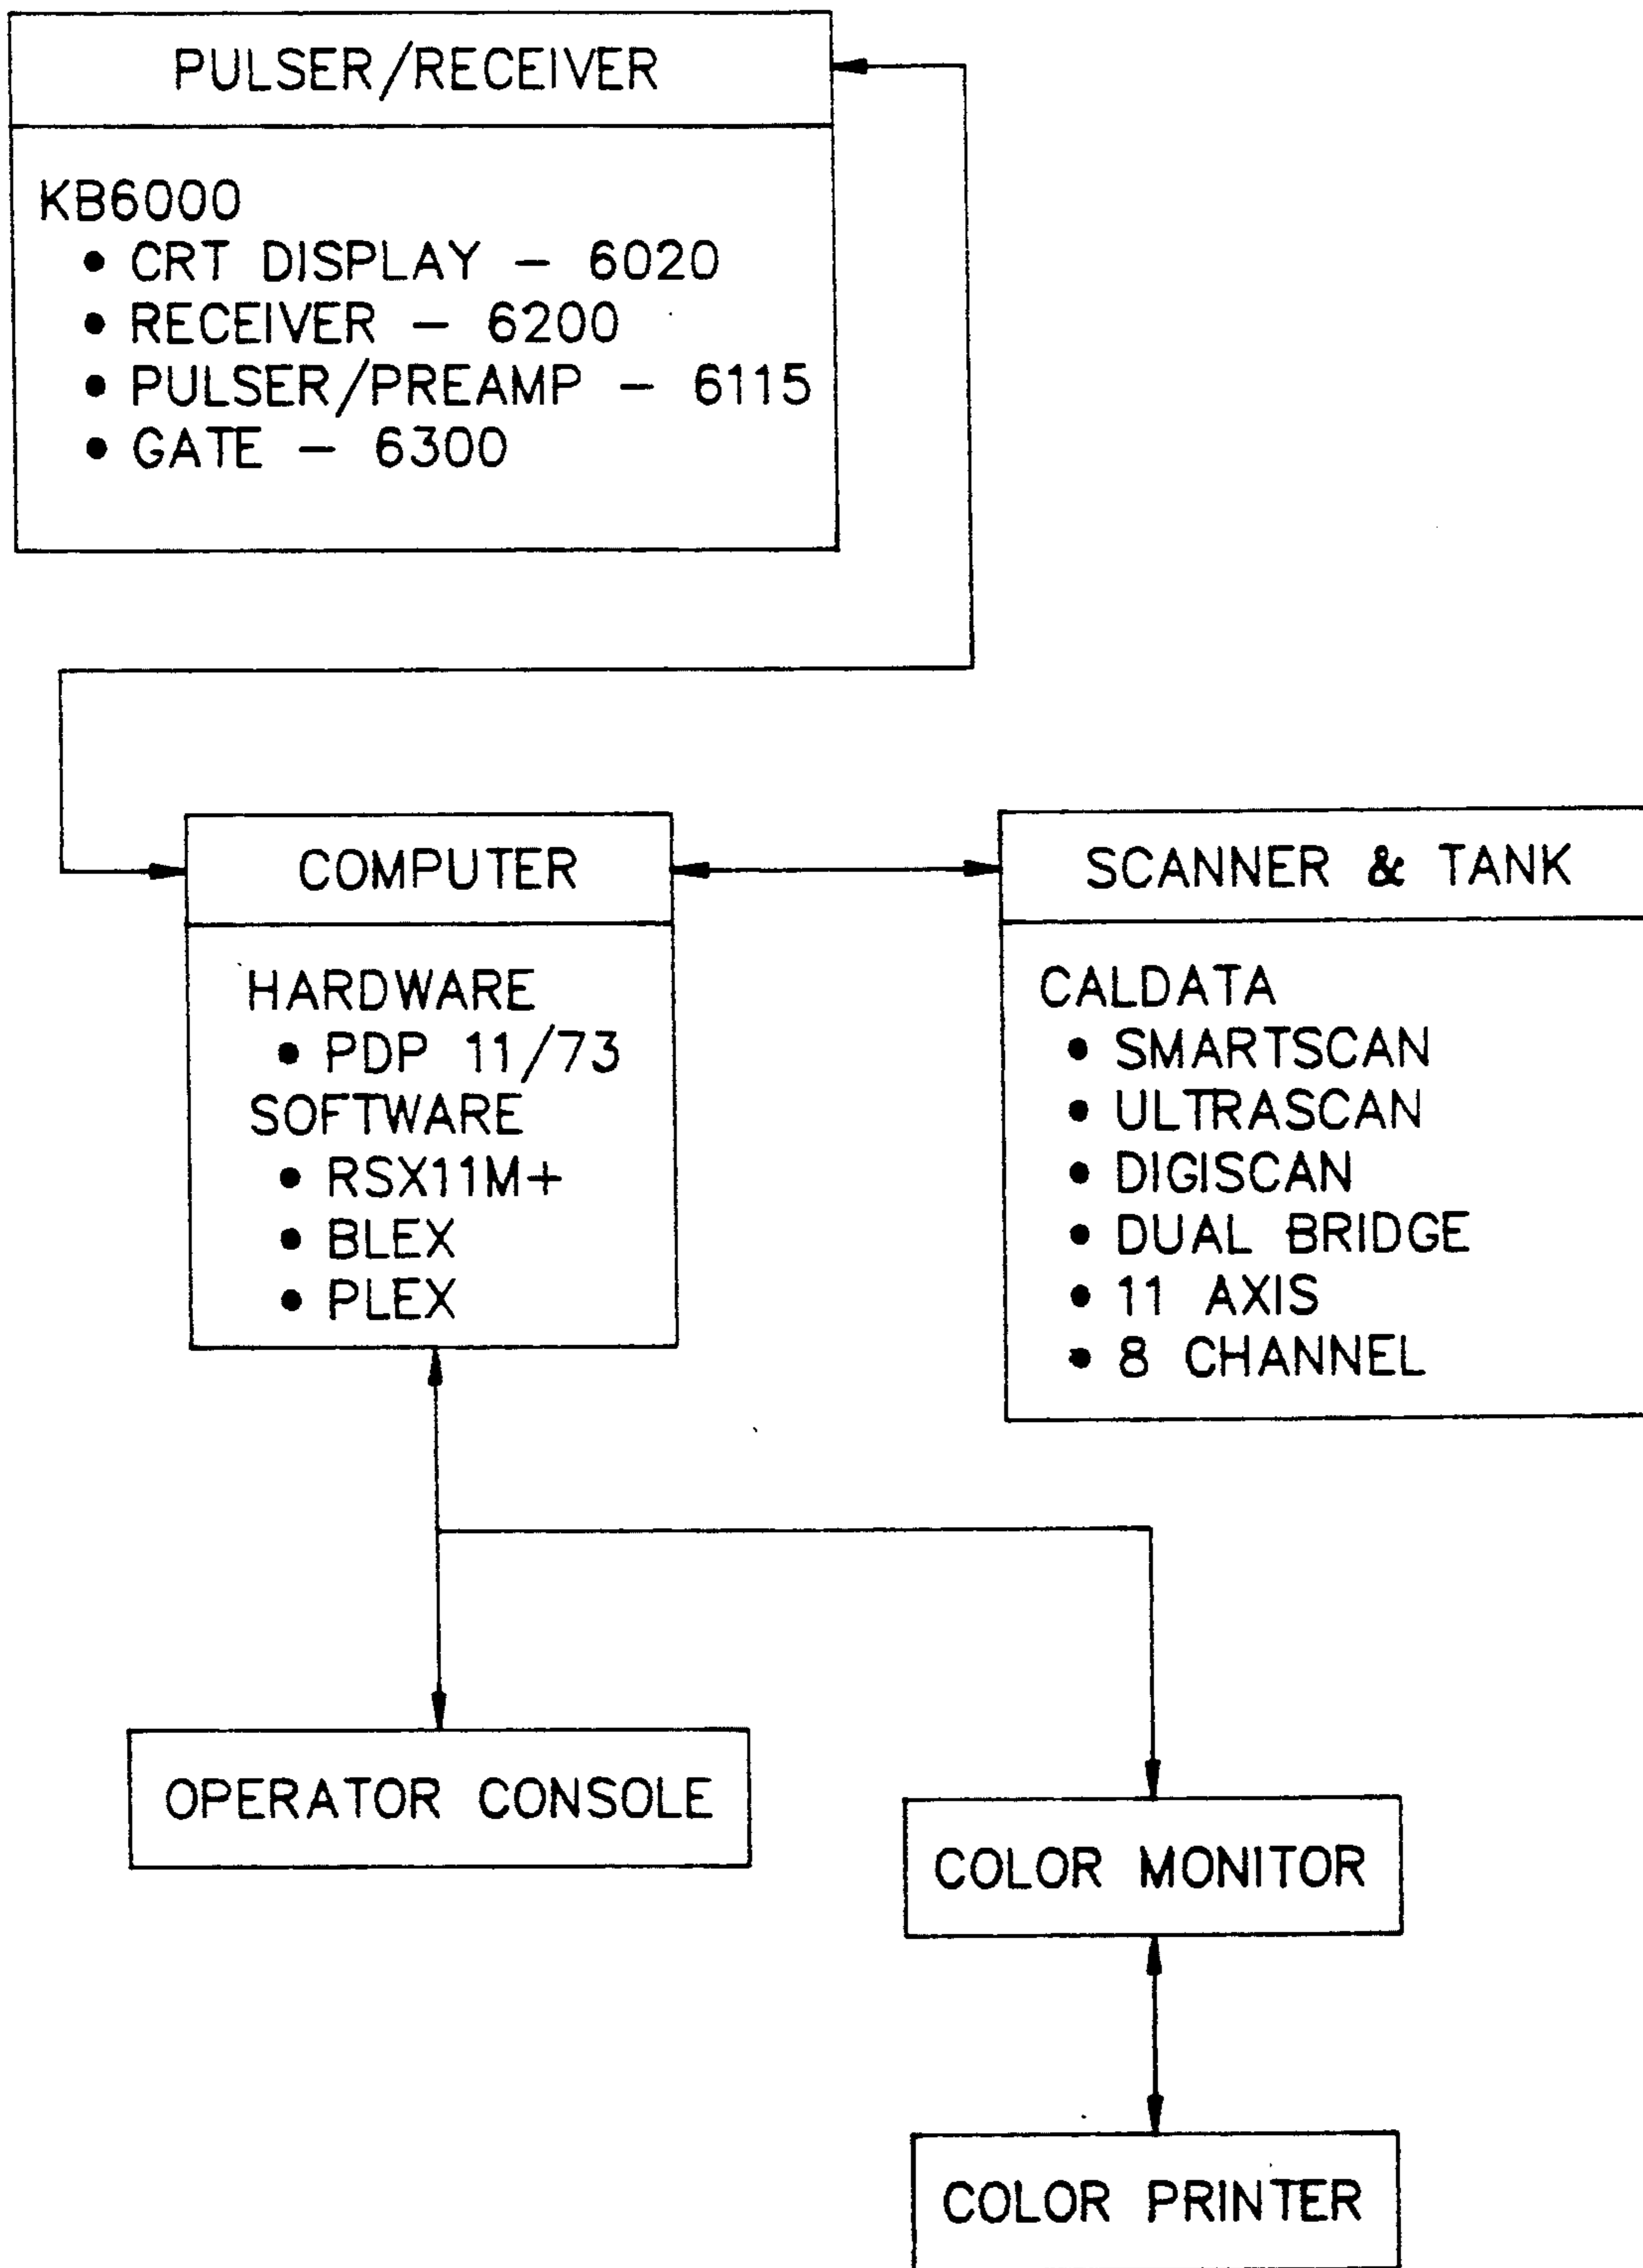 PULSER/RECEIVER
KB6000
• CRT DISPLAY – 6020
• RECEIVER – 6200
• PULSER/PREAMP – 6115
• GATE – 6300
COMPUTER
HARDWARE
• PDP 11/73
SOFTWARE
• RSX11M+
• BLEX
• PLEX
SCANNER & TANK
CALDATA
• SMARTSCAN
• ULTRASCAN
• DIGISCAN
• DUAL BRIDGE
• 11 AXIS
• 8 CHANNEL
OPERATOR CONSOLE
COLOR MONITOR
COLOR PRINTER